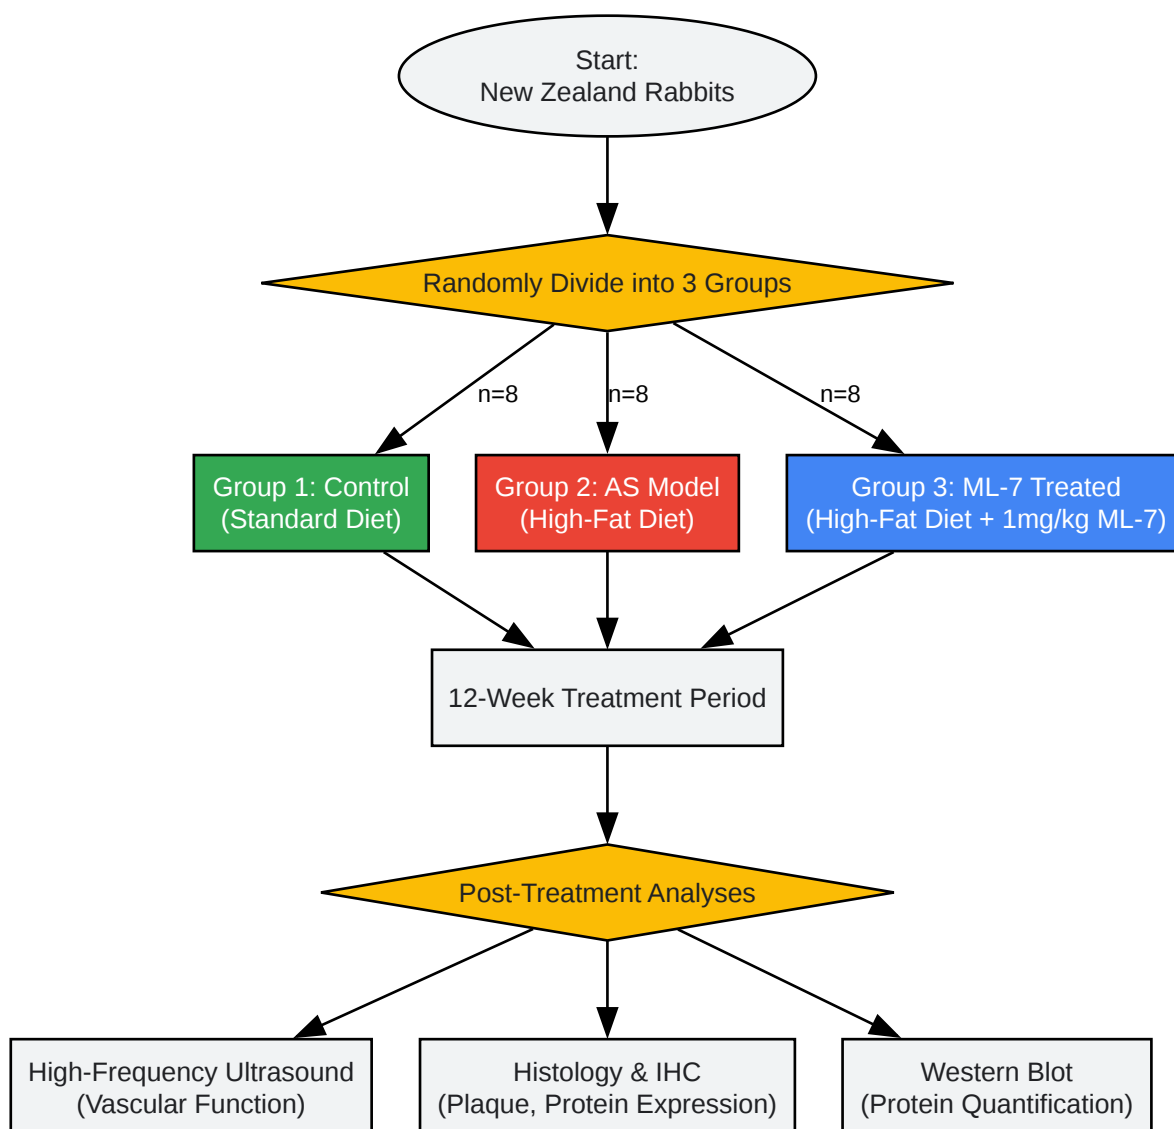 Start:
New Zealand Rabbits
Randomly Divide into 3 Groups
n=8
n=8
n=8
Group 1: Control
(Standard Diet)
Group 2: AS Model
(High-Fat Diet)
Group 3: ML-7 Treated
(High-Fat Diet + 1mg/kg ML-7)
12-Week Treatment Period
Post-Treatment Analyses
High-Frequency Ultrasound
(Vascular Function)
Histology & IHC
(Plaque, Protein Expression)
Western Blot
(Protein Quantification)